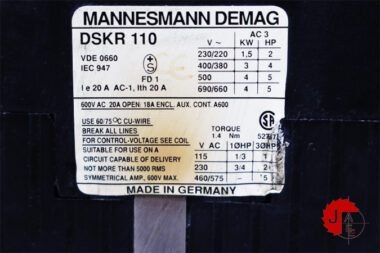 MANNESMANN DEMAG
DSKR 110
VDE 0660
IEC 947
FD 1
I e 20 A AC-1, Ith 20 A
AC 3
V~ KW HP
230/220 1.5 2
400/380 3 4
500 4 5
690/660 4 5
600V AC 20A OPEN: 18A ENCL. AUX. CONT. A600
USE 60/75°C CU-WIRE
BREAK ALL LINES
FOR CONTROL-VOLTAGE SEE COIL
SUITABLE FOR USE ON A
CIRCUIT CAPABLE OF DELIVERY
NOT MORE THAN 5000 RMS
SYMMETRICAL AMP, 600V MAX.
TORQUE
1.4 Nm
V AC 1ØHP 3ØHP
115 1/3 1
230 3/4 2
460/575 - 5
MADE IN GERMANY